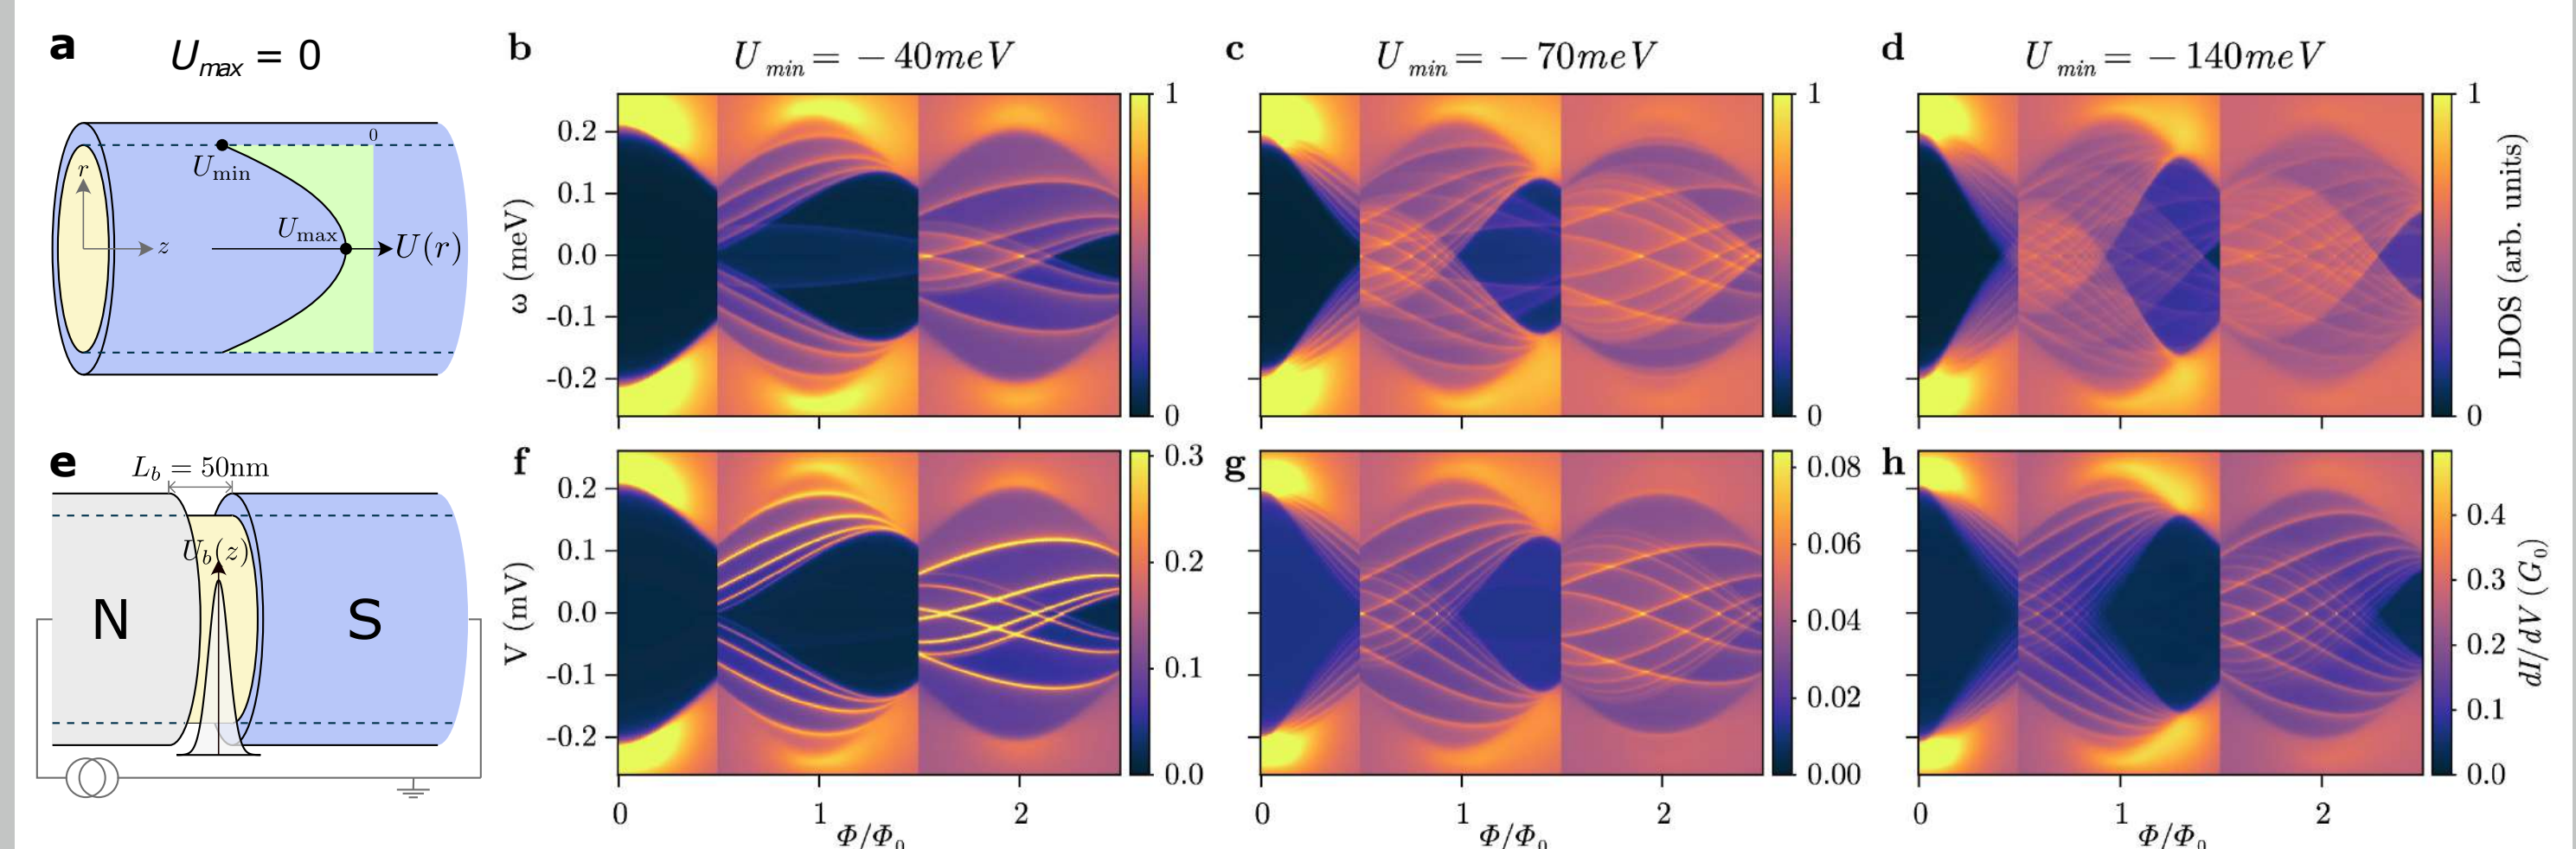 a
U_max = 0
r
z
U_min
U_max
0
U(r)
b
U_min = − 40meV
ω (meV)
0.2
0.1
0.0
-0.1
-0.2
1
0
c
U_min = − 70meV
1
0
d
U_min = − 140meV
1
0
LDOS (arb. units)
e
L_b = 50nm
U_b(z)
N
S
f
V (mV)
0.2
0.1
0.0
-0.1
-0.2
0 1 2
Φ/Φ_0
0.3
0.2
0.1
0.0
g
0 1 2
Φ/Φ_0
0.08
0.06
0.04
0.02
0.00
h
0 1 2
Φ/Φ_0
0.4
0.3
0.2
0.1
0.0
dI/dV (G_0)